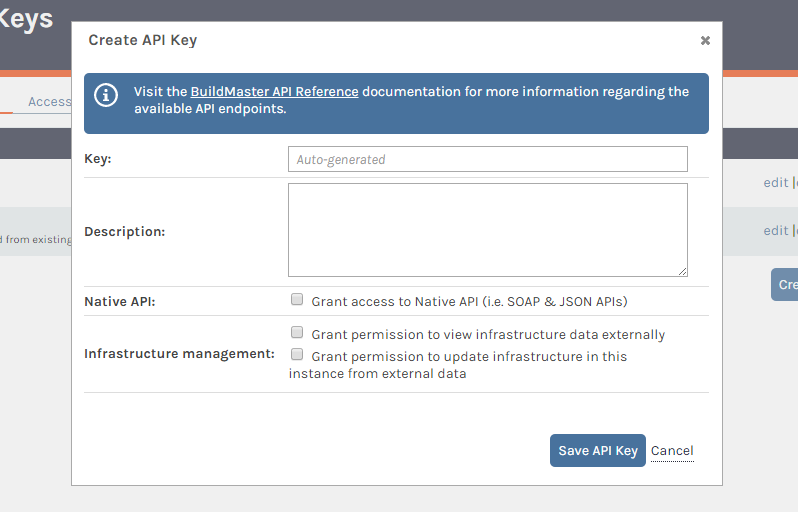 Keys
Create API Key
Visit the BuildMaster API Reference documentation for more information regarding the
available API endpoints.
Access
Key:
Auto-generated
edit
Description:
edit
d from existing
Cre
Native API:
Grant access to Native API (i.e. SOAP & JSON APIs)
Infrastructure management:
Grant permission to view infrastructure data externally
Grant permission to update infrastructure in this
instance from external data
Save API Key
Cancel